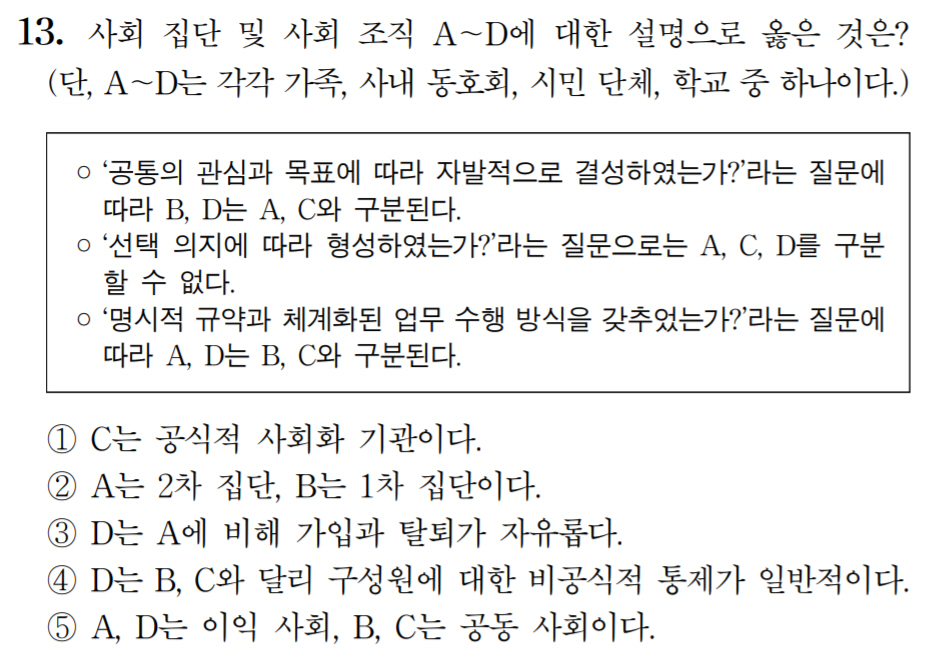 13. 사회 집단 및 사회 조직 A~D에 대한 설명으로 옳은 것은?
(단, A~D는 각각 가족, 사내 동호회, 시민 단체, 학교 중 하나이다.)
○ ‘공통의 관심과 목표에 따라 자발적으로 결성하였는가?’라는 질문에
따라 B, D는 A, C와 구분된다.
○ ‘선택 의지에 따라 형성하였는가?’라는 질문으로는 A, C, D를 구분
할 수 없다.
○ ‘명시적 규약과 체계화된 업무 수행 방식을 갖추었는가?’라는 질문에
따라 A, D는 B, C와 구분된다.
① C는 공식적 사회화 기관이다.
② A는 2차 집단, B는 1차 집단이다.
③ D는 A에 비해 가입과 탈퇴가 자유롭다.
④ D는 B, C와 달리 구성원에 대한 비공식적 통제가 일반적이다.
⑤ A, D는 이익 사회, B, C는 공동 사회이다.